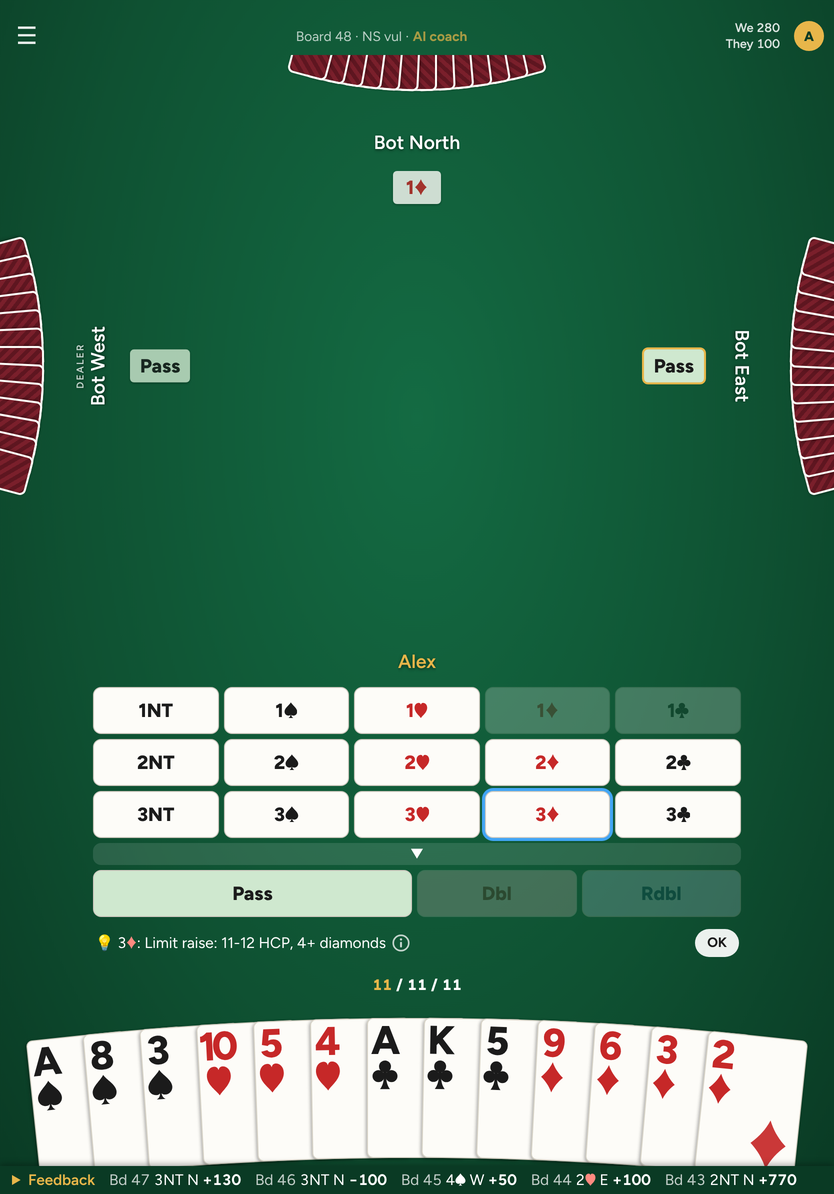 ☰ Board 48 · NS vul · AI coach We 280
They 100 A
Bot North
1♦
DEALER
Bot West
Pass
Pass
Bot East
Alex
1NT 1♠ 1♥ 1♦ 1♣
2NT 2♠ 2♥ 2♦ 2♣
3NT 3♠ 3♥ 3♦ 3♣
▼
Pass Dbl Rdbl
💡 3♦: Limit raise: 11-12 HCP, 4+ diamonds ⓘ OK
11 / 11 / 11
A 8 3 10 5 4 A K 5 9 6 3 2
♠ ♠ ♠ ♥ ♥ ♥ ♣ ♣ ♣ ♦ ♦ ♦ ♦
▶ Feedback Bd 47 3NT N +130 Bd 46 3NT N -100 Bd 45 4♠ W +50 Bd 44 2♥ E +100 Bd 43 2NT N +770